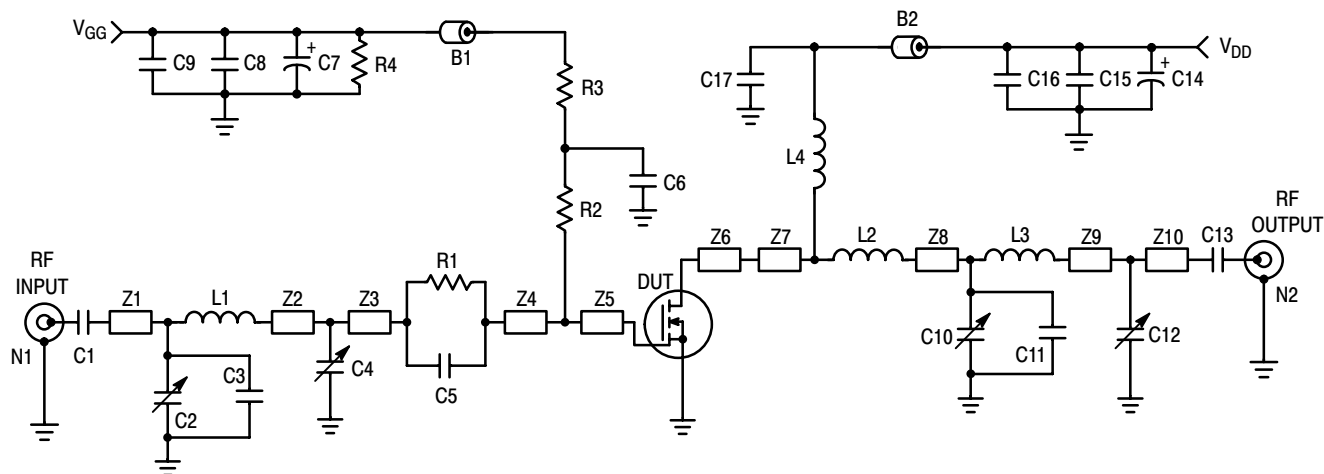 V_GG
B1
B2
V_DD
C9
C8
+
C7
R4
R3
C17
C16
C15
+
C14
L4
C6
R2
RF
INPUT
R1
DUT
Z6
Z7
L2
Z8
L3
Z9
Z10
C13
RF
OUTPUT
N2
N1
C1
Z1
L1
Z2
Z3
Z4
Z5
C3
C2
C4
C5
C10
C11
C12